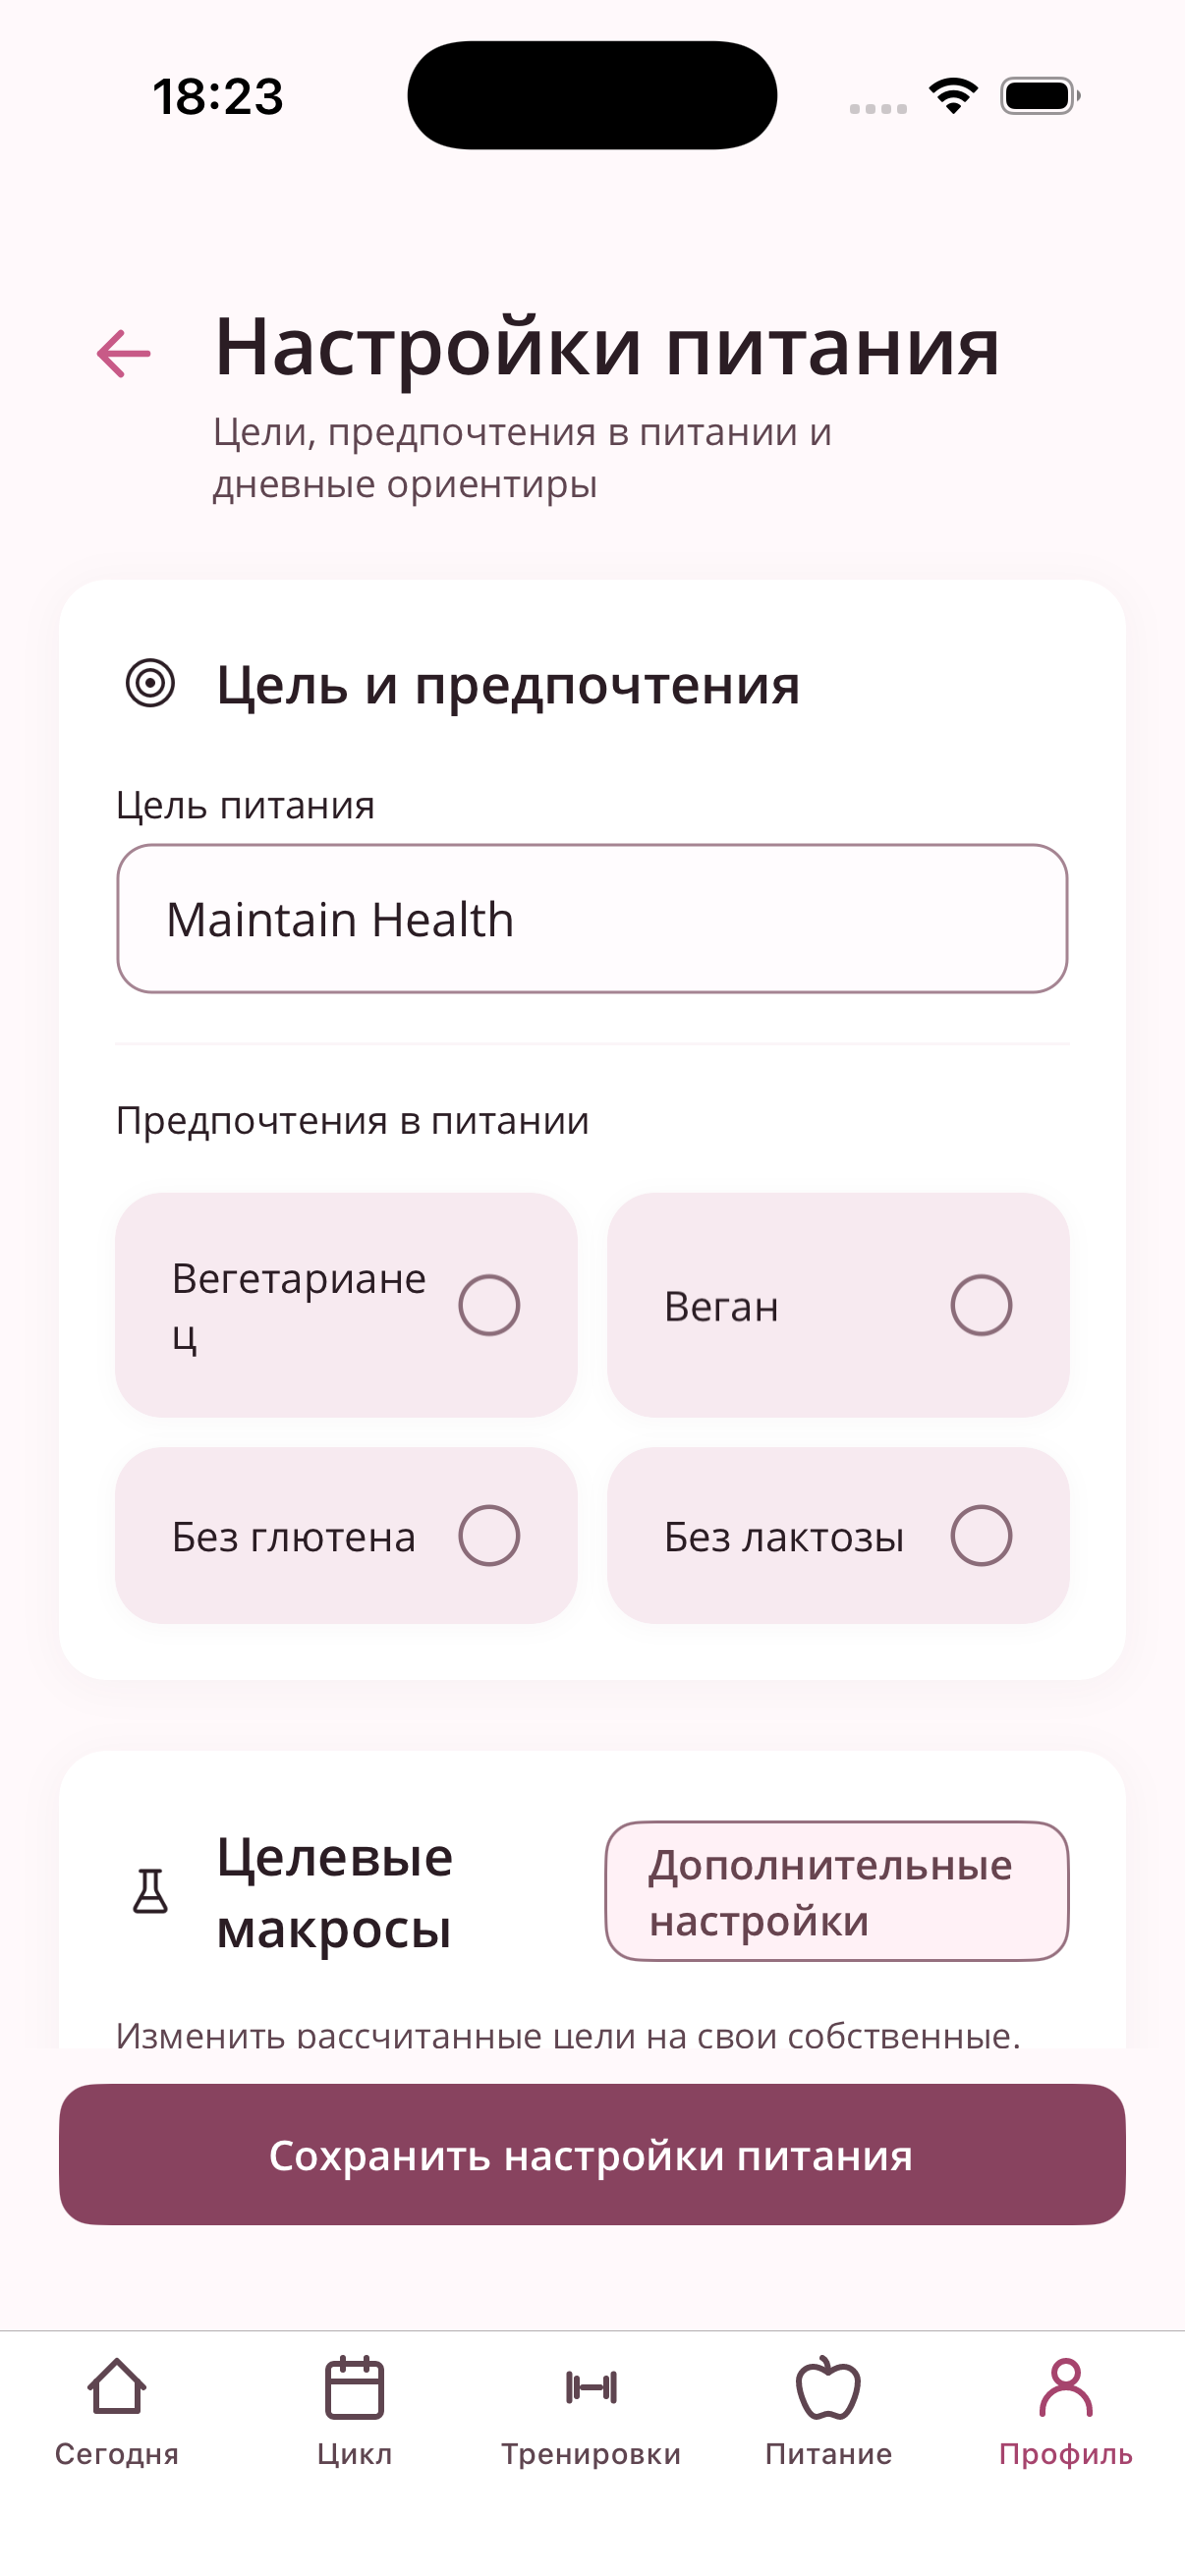 18:23
Настройки питания
Цели, предпочтения в питании и
дневные ориентиры
Цель и предпочтения
Цель питания
Maintain Health
Предпочтения в питании
Вегетариане
ц
Веган
Без глютена
Без лактозы
Целевые
макросы
Дополнительные
настройки
Изменить рассчитанные цели на свои собственные.
Сохранить настройки питания
Сегодня
Цикл
Тренировки
Питание
Профиль